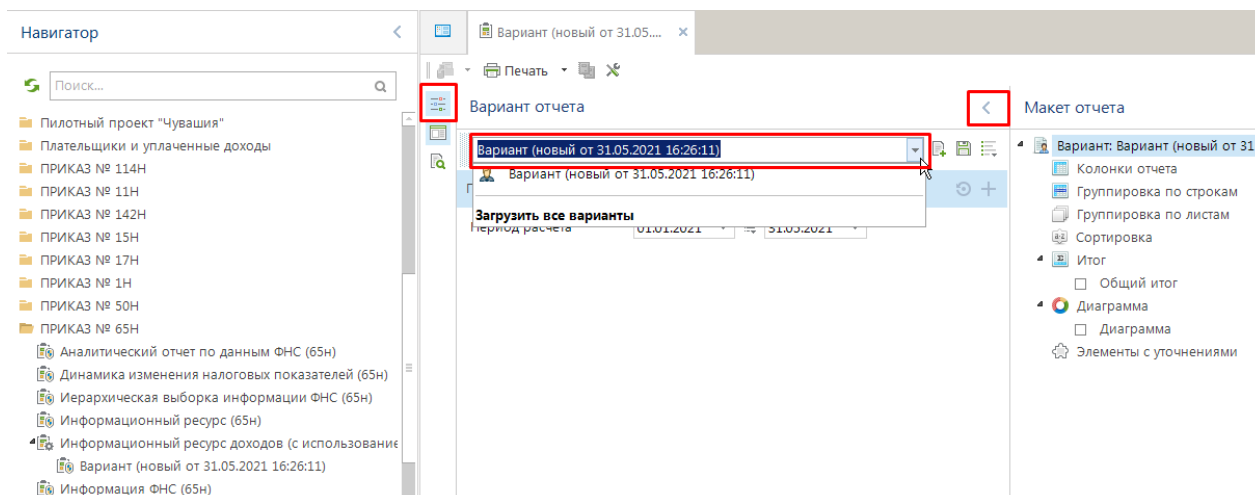 Навигатор
Вариант (новый от 31.05....
Печать
Поиск...
Пилотный проект "Чувашия"
Плательщики и уплаченные доходы
ПРИКАЗ № 114Н
ПРИКАЗ № 11Н
ПРИКАЗ № 142Н
ПРИКАЗ № 15Н
ПРИКАЗ № 17Н
ПРИКАЗ № 1Н
ПРИКАЗ № 50Н
ПРИКАЗ № 65Н
Аналитический отчет по данным ФНС (65н)
Динамика изменения налоговых показателей (65н)
Иерархическая выборка информации ФНС (65н)
Информационный ресурс (65н)
Информационный ресурс доходов (с использование
Вариант (новый от 31.05.2021 16:26:11)
Информация ФНС (65н)
Вариант отчета
Вариант (новый от 31.05.2021 16:26:11)
Вариант (новый от 31.05.2021 16:26:11)
Загрузить все варианты
Период расчета 01.01.2021 31.05.2021
Макет отчета
Вариант: Вариант (новый от 31
Колонки отчета
Группировка по строкам
Группировка по листам
Сортировка
Итог
Общий итог
Диаграмма
Диаграмма
Элементы с уточнениями